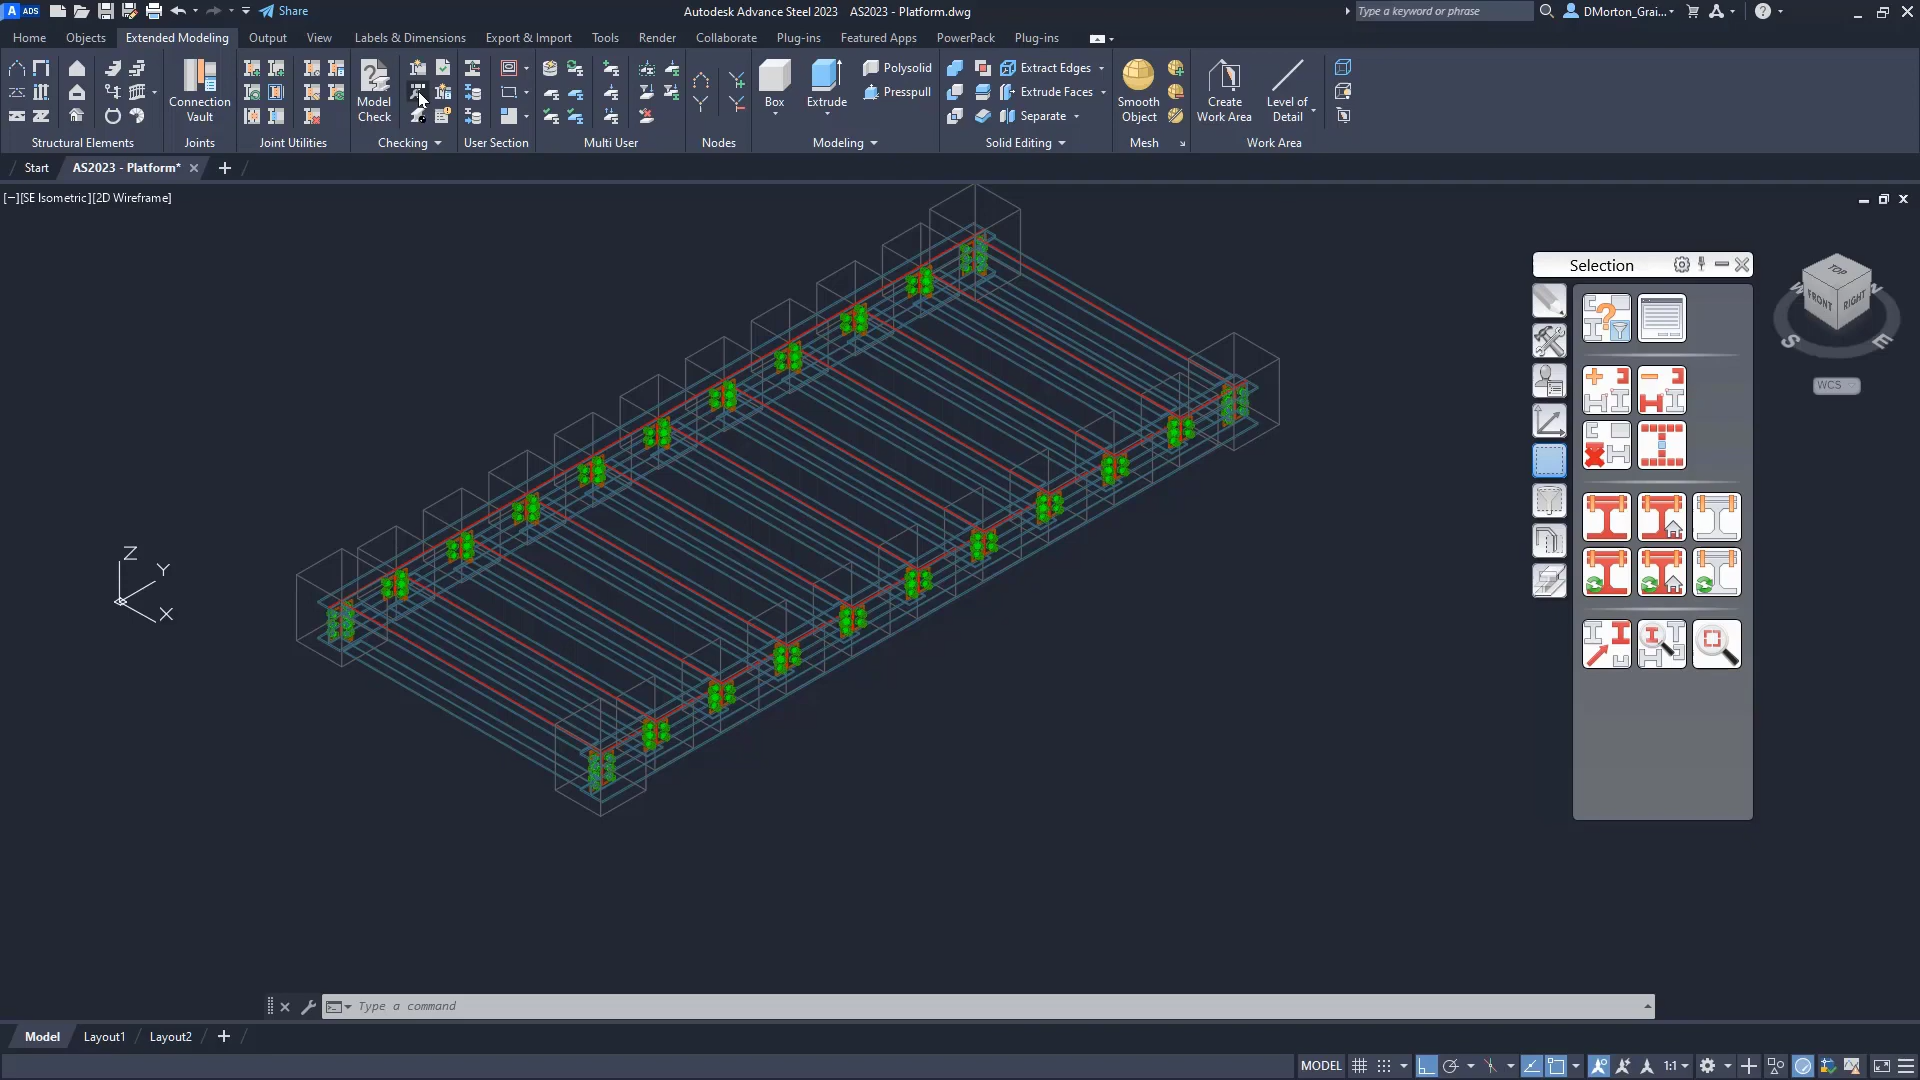 A ADS Share Autodesk Advance Steel 2023 AS2023 - Platform.dwg Type a keyword or phrase DMorton_Grai...
Home Objects Extended Modeling Output View Labels & Dimensions Export & Import Tools Render Collaborate Plug-ins Featured Apps PowerPack Plug-ins
Polysolid Extract Edges
Connection Vault Model Check Box Extrude Presspull Extrude Faces Smooth Object Create Work Area Level of Detail
Separate
Structural Elements Joints Joint Utilities Checking User Section Multi User Nodes Modeling Solid Editing Mesh Work Area
Start AS2023 - Platform*
[−][SE Isometric][2D Wireframe]
Selection
TOP
FRONT RIGHT
W N
S E
WCS
Z
Y
X
Type a command
Model Layout1 Layout2
MODEL 1:1